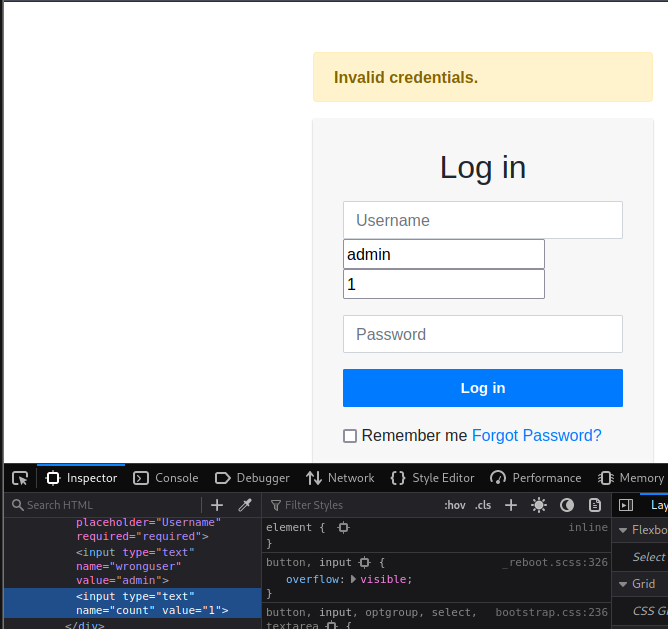 Invalid credentials.
Log in
Username
admin
1
Password
Log in
Remember me Forgot Password?
Inspector Console Debugger Network Style Editor Performance Memory
Search HTML
Filter Styles :hov .cls
Lay
placeholder="Username"
required="required">
<input type="text"
name="wronguser"
value="admin">
<input type="text"
name="count" value="1">
</div>
element { inline
}
button, input { _reboot.scss:326
overflow: visible;
}
button, input, optgroup, select, bootstrap.css:236
textarea {
Flexbo
Select
Grid
CSS G